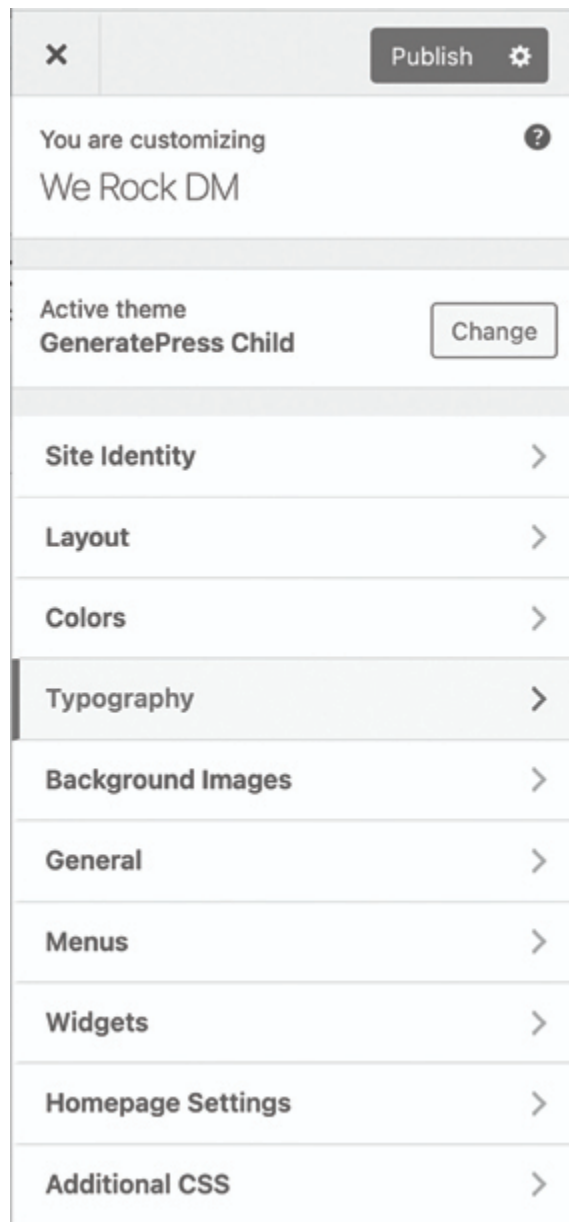 Publish
You are customizing
We Rock DM
Active theme
GeneratePress Child
Change
Site Identity
Layout
Colors
Typography
Background Images
General
Menus
Widgets
Homepage Settings
Additional CSS